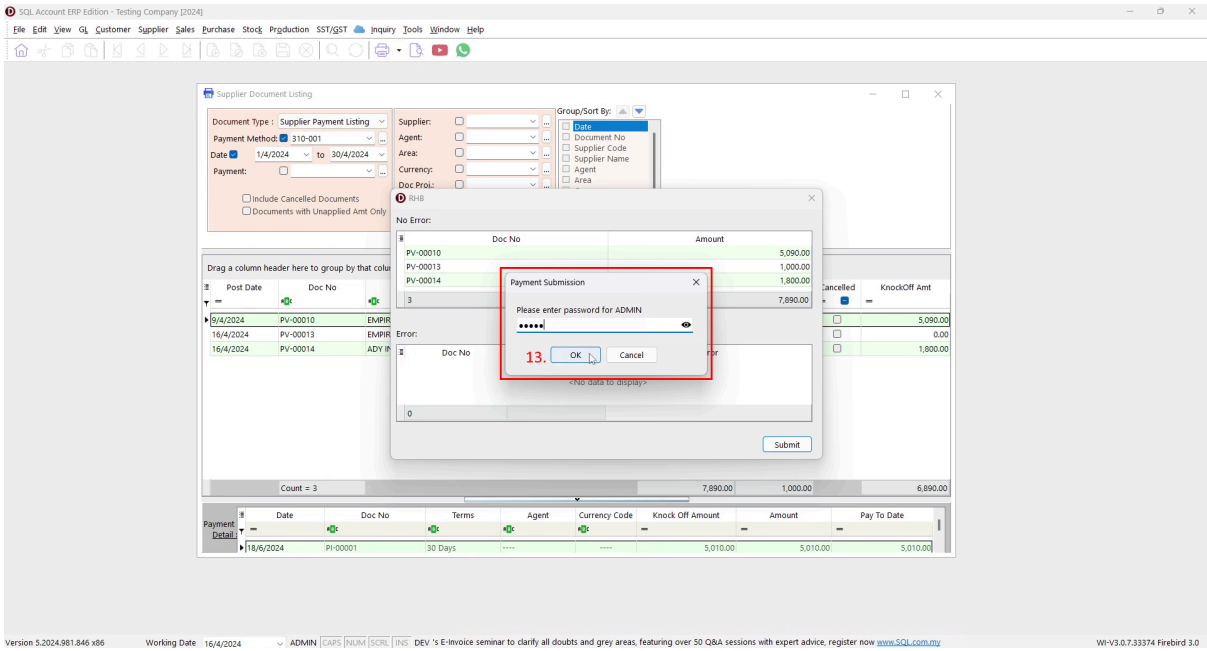 SQL Account ERP Edition - Testing Company [2024]
File Edit View GL Customer Supplier Sales Purchase Stock Production SST/GST Inquiry Tools Window Help
Supplier Document Listing
Document Type : Supplier Payment Listing
Payment Method: 310-001 ...
Date 1/4/2024 to 30/4/2024
Payment: ...
Include Cancelled Documents
Documents with Unapplied Amt Only
Supplier: ...
Agent: ...
Area: ...
Currency: ...
Doc Proj.: ...
Group/Sort By:
Date
Document No
Supplier Code
Supplier Name
Agent
Area
RHB
No Error:
Doc No Amount
PV-00010 5,090.00
PV-00013 1,000.00
PV-00014 1,800.00
3 7,890.00
Payment Submission
Please enter password for ADMIN
•••••
13. OK Cancel
Error:
Doc No
<No data to display>
0
Submit
Drag a column header here to group by that colu
Post Date Doc No Cancelled KnockOff Amt
9/4/2024 PV-00010 EMPIR 5,090.00
16/4/2024 PV-00013 EMPIR 0.00
16/4/2024 PV-00014 ADY IN 1,800.00
Count = 3 7,890.00 1,000.00 6,890.00
Payment Detail :
Date Doc No Terms Agent Currency Code Knock Off Amount Amount Pay To Date
18/6/2024 PI-00001 30 Days ---- ---- 5,010.00 5,010.00 5,010.00
Version 5.2024.981.846 x86 Working Date 16/4/2024 ADMIN CAPS NUM SCRL INS DEV 's E-Invoice seminar to clarify all doubts and grey areas, featuring over 50 Q&A sessions with expert advice, register now www.SQL.com.my WI-V3.0.7.33374 Firebird 3.0